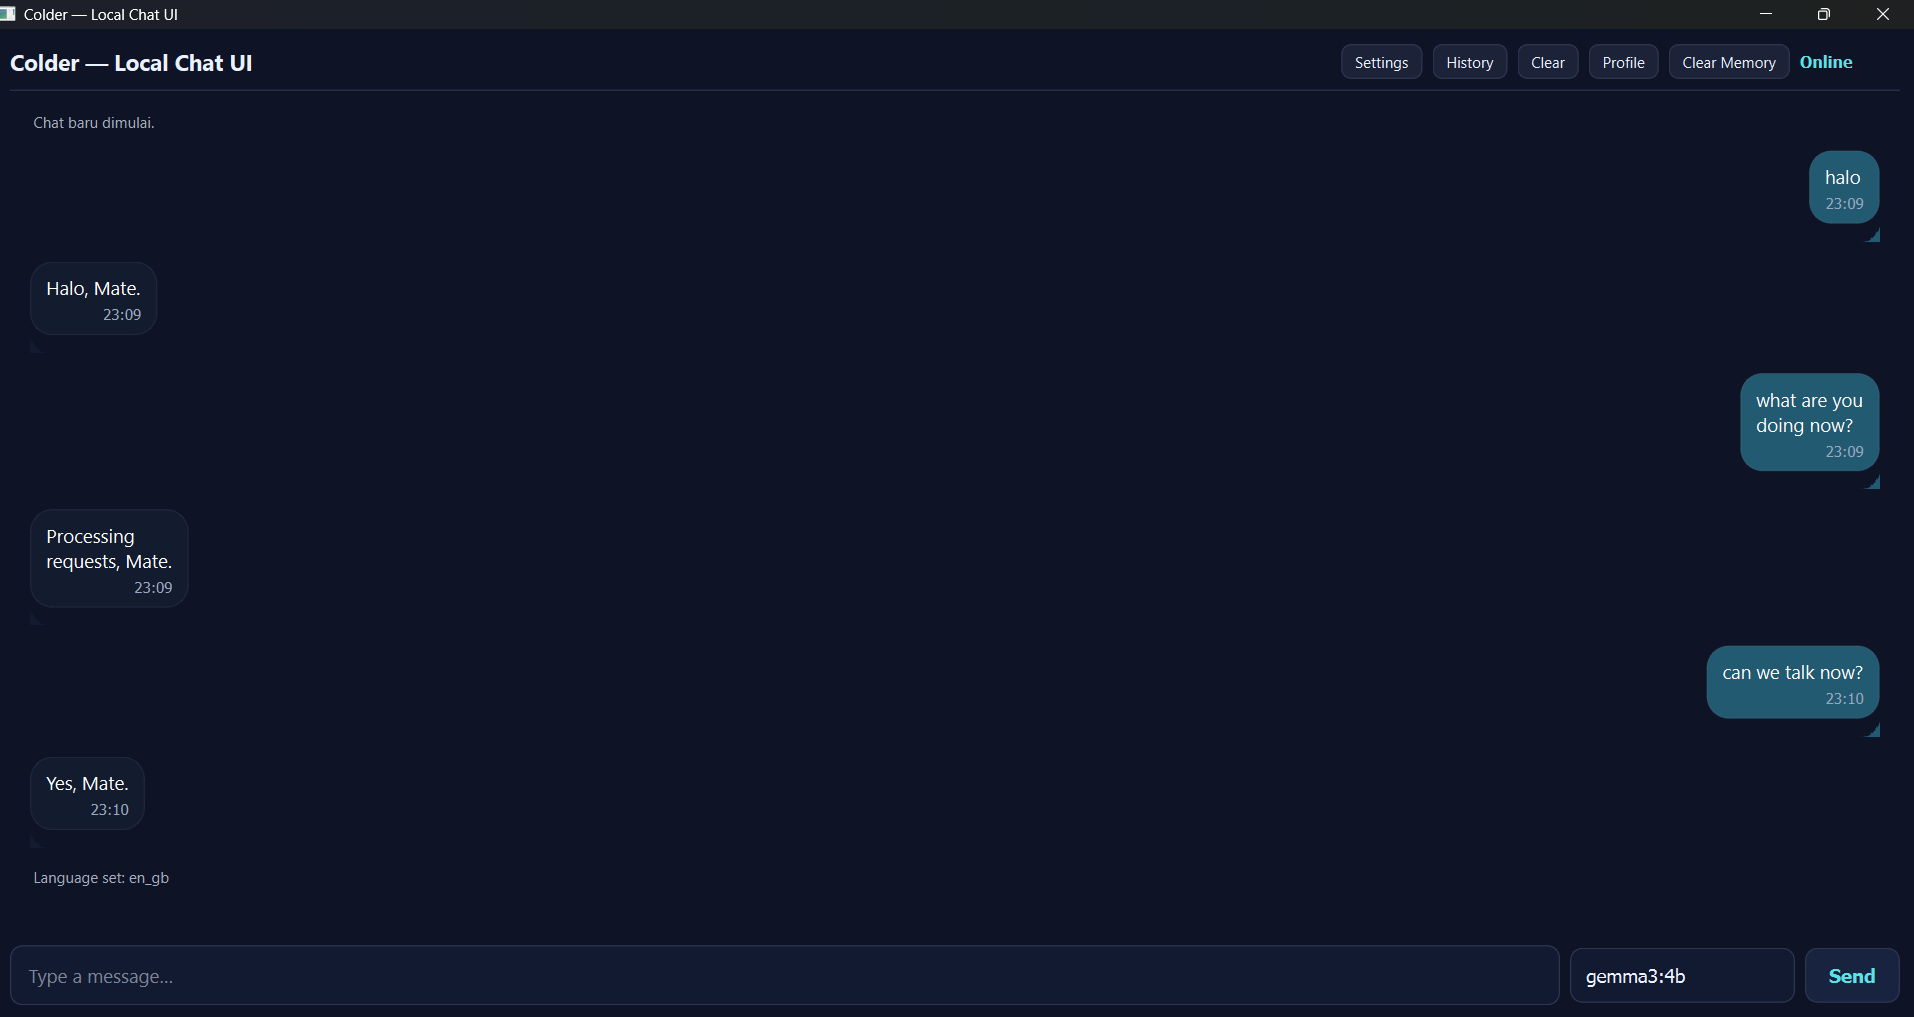 Colder — Local Chat UI
Colder — Local Chat UI
Settings
History
Clear
Profile
Clear Memory
Online
Chat baru dimulai.
halo
23:09
Halo, Mate.
23:09
what are you
doing now?
23:09
Processing
requests, Mate.
23:09
can we talk now?
23:10
Yes, Mate.
23:10
Language set: en_gb
Type a message...
gemma3:4b
Send